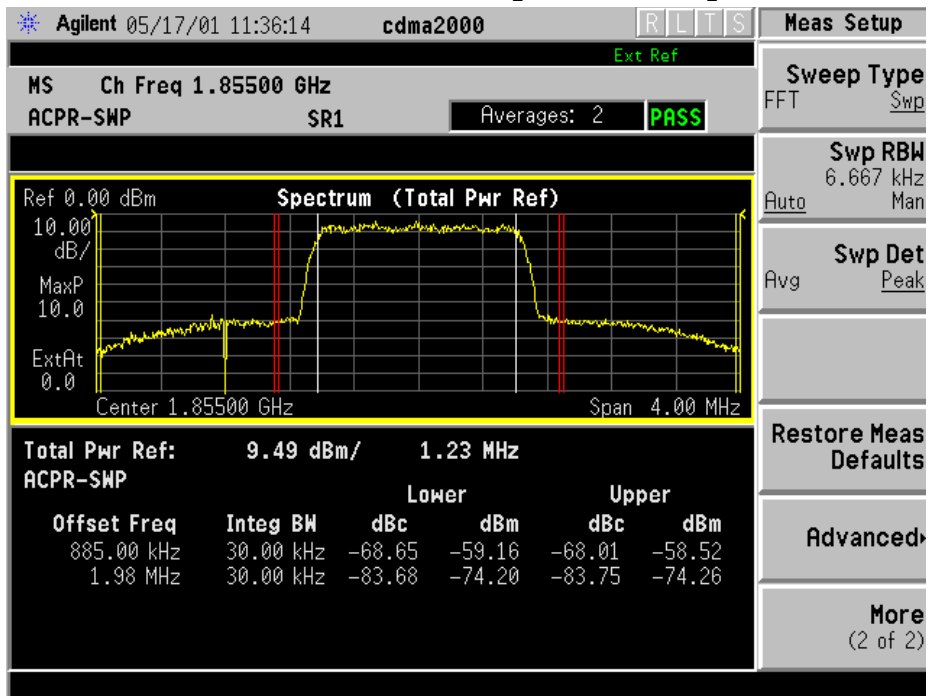 Agilent 05/17/01 11:36:14 cdma2000 R L T S
Ext Ref
MS Ch Freq 1.85500 GHz
ACPR-SWP SR1 Averages: 2 PASS
Ref 0.00 dBm Spectrum (Total Pwr Ref)
10.00
dB/
MaxP
10.0
ExtAt
0.0
Center 1.85500 GHz Span 4.00 MHz
Total Pwr Ref: 9.49 dBm/ 1.23 MHz
ACPR-SWP
Lower Upper
Offset Freq Integ BW dBc dBm dBc dBm
885.00 kHz 30.00 kHz -68.65 -59.16 -68.01 -58.52
1.98 MHz 30.00 kHz -83.68 -74.20 -83.75 -74.26
Meas Setup
Sweep Type
FFT Swp
Swp RBW
6.667 kHz
Auto Man
Swp Det
Avg Peak
Restore Meas
Defaults
Advanced
More
(2 of 2)